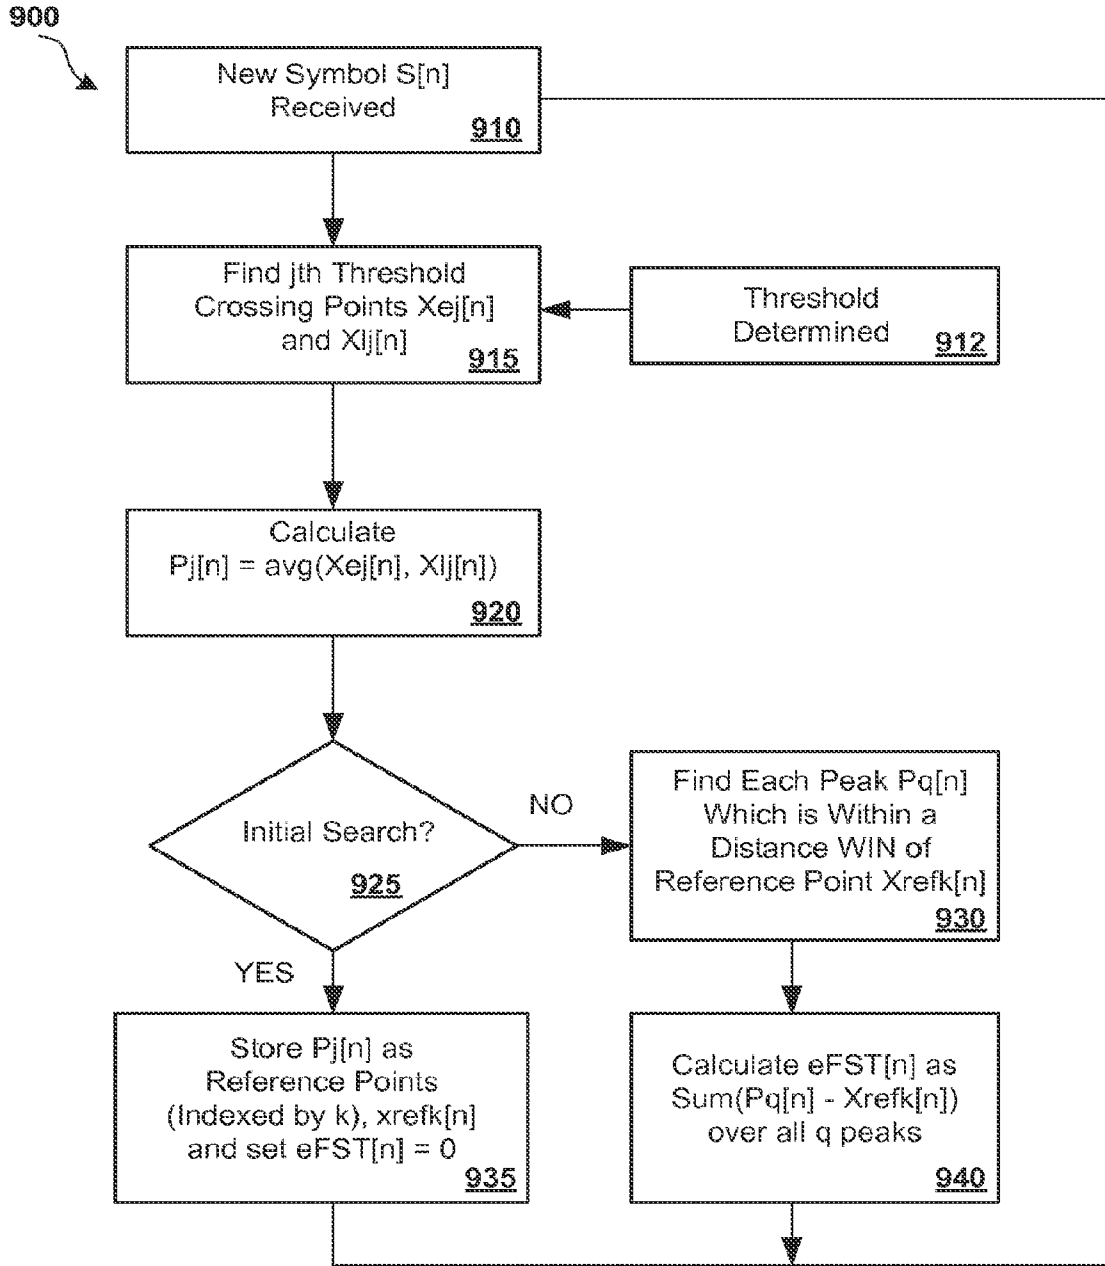 900
New Symbol S[n]
Received
910
Find jth Threshold
Crossing Points Xej[n]
and Xlj[n]
915
Threshold
Determined
912
Calculate
Pj[n] = avg(Xej[n], Xlj[n])
920
Initial Search?
925
NO
Find Each Peak Pq[n]
Which is Within a
Distance WIN of
Reference Point Xrefk[n]
930
YES
Store Pj[n] as
Reference Points
(Indexed by k), xrefk[n]
and set eFST[n] = 0
935
Calculate eFST[n] as
Sum(Pq[n] - Xrefk[n])
over all q peaks
940